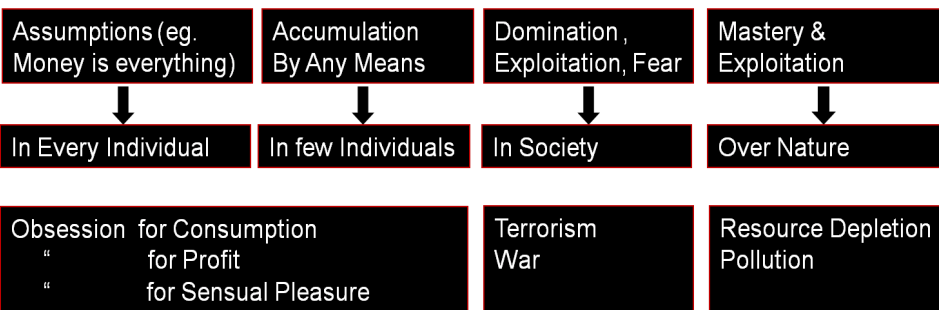 Assumptions (eg.
Money is everything)
Accumulation
By Any Means
Domination ,
Exploitation, Fear
Mastery &
Exploitation
In Every Individual
In few Individuals
In Society
Over Nature
Obsession for Consumption
“ for Profit
“ for Sensual Pleasure
Terrorism
War
Resource Depletion
Pollution